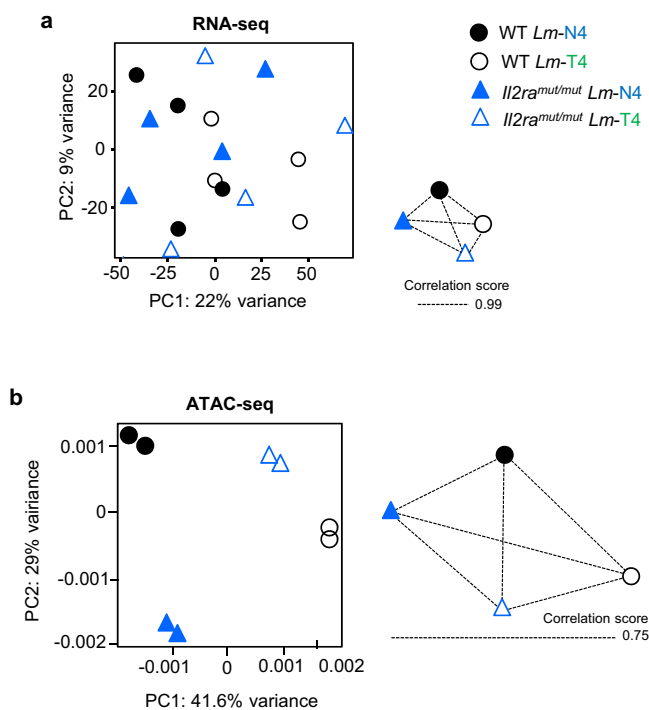 a
RNA-seq
PC2: 9% variance
20
0
-20
-50
-25
0
25
50
PC1: 22% variance
WT Lm-N4
WT Lm-T4
Il2ra^mut/mut Lm-N4
Il2ra^mut/mut Lm-T4
Correlation score
0.99
b
ATAC-seq
PC2: 29% vairiance
0.001
0
-0.001
-0.002
-0.001
0
0.001
0.002
PC1: 41.6% variance
Correlation score
0.75